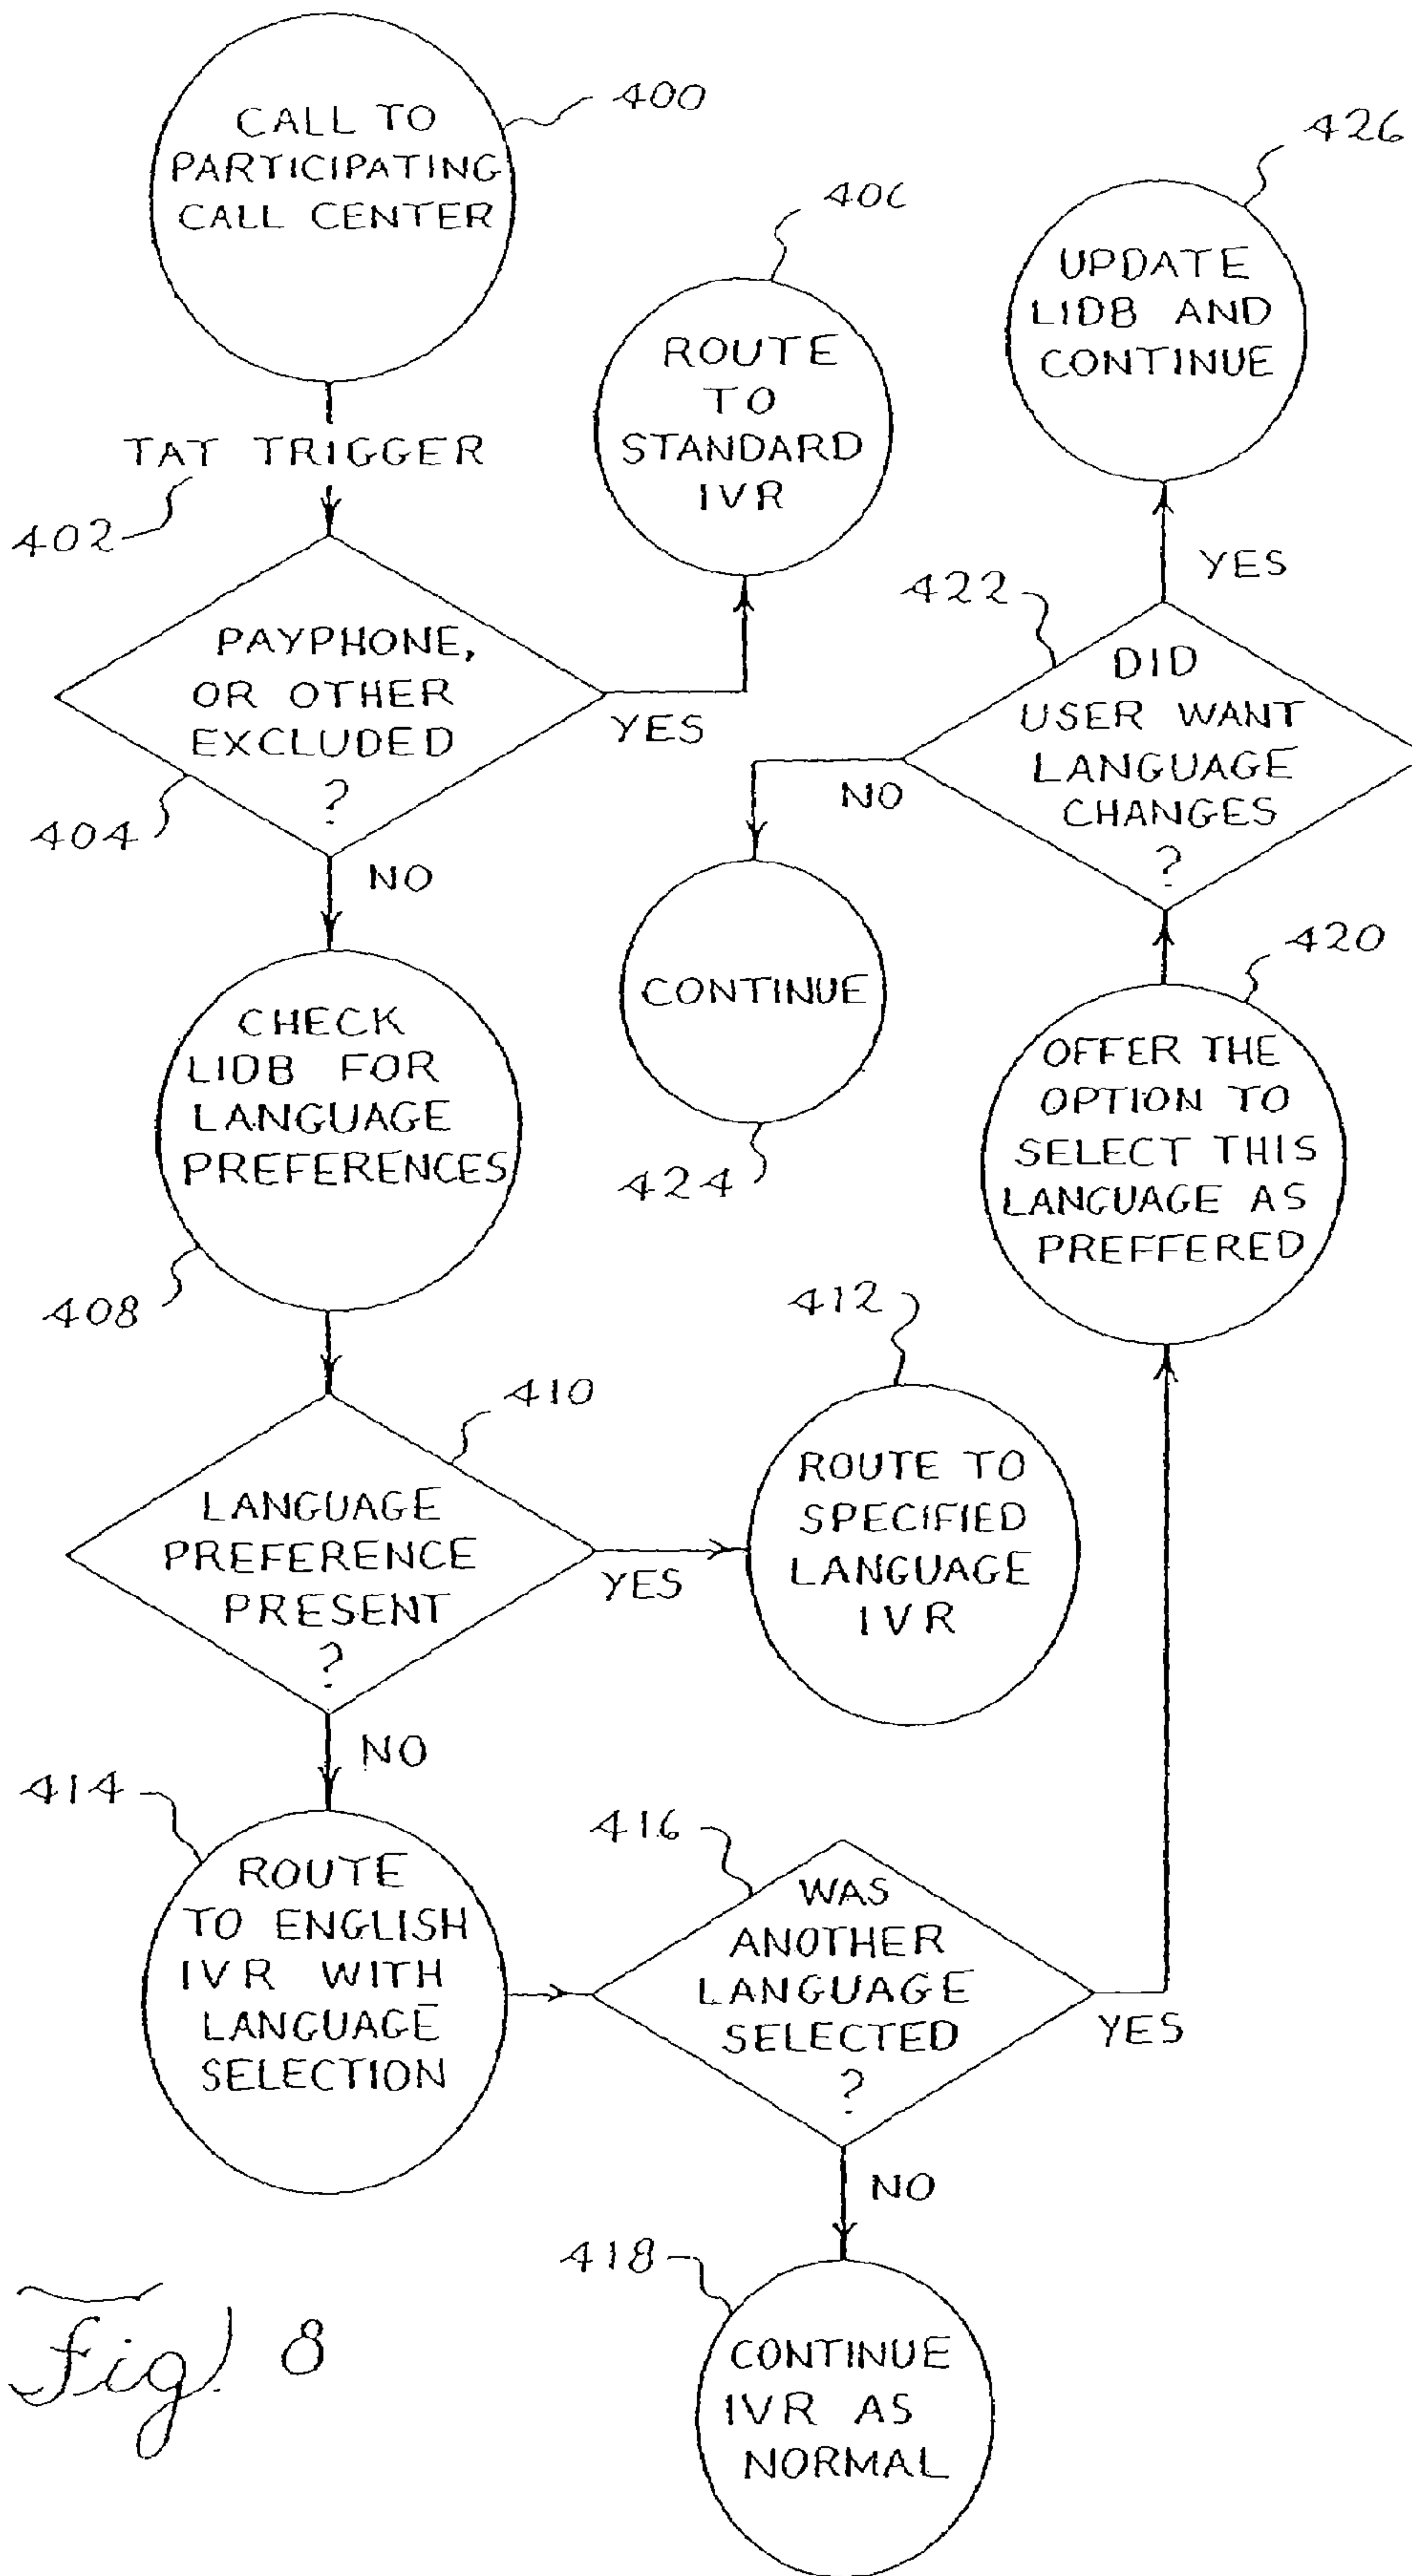 CALL TO
PARTICIPATING
CALL CENTER
400
TAT TRIGGER
402
PAYPHONE,
OR OTHER
EXCLUDED
?
404
YES
NO
406
ROUTE
TO
STANDARD
IVR
CHECK
LIDB FOR
LANGUAGE
PREFERENCES
408
410
LANGUAGE
PREFERENCE
PRESENT
?
YES
NO
412
ROUTE TO
SPECIFIED
LANGUAGE
IVR
414
ROUTE
TO ENGLISH
IVR WITH
LANGUAGE
SELECTION
416
WAS
ANOTHER
LANGUAGE
SELECTED
?
YES
NO
418
CONTINUE
IVR AS
NORMAL
420
OFFER THE
OPTION TO
SELECT THIS
LANGUAGE AS
PREFFERED
422
DID
USER WANT
LANGUAGE
CHANGES
?
NO
YES
CONTINUE
424
426
UPDATE
LIDB AND
CONTINUE
Fig. 8